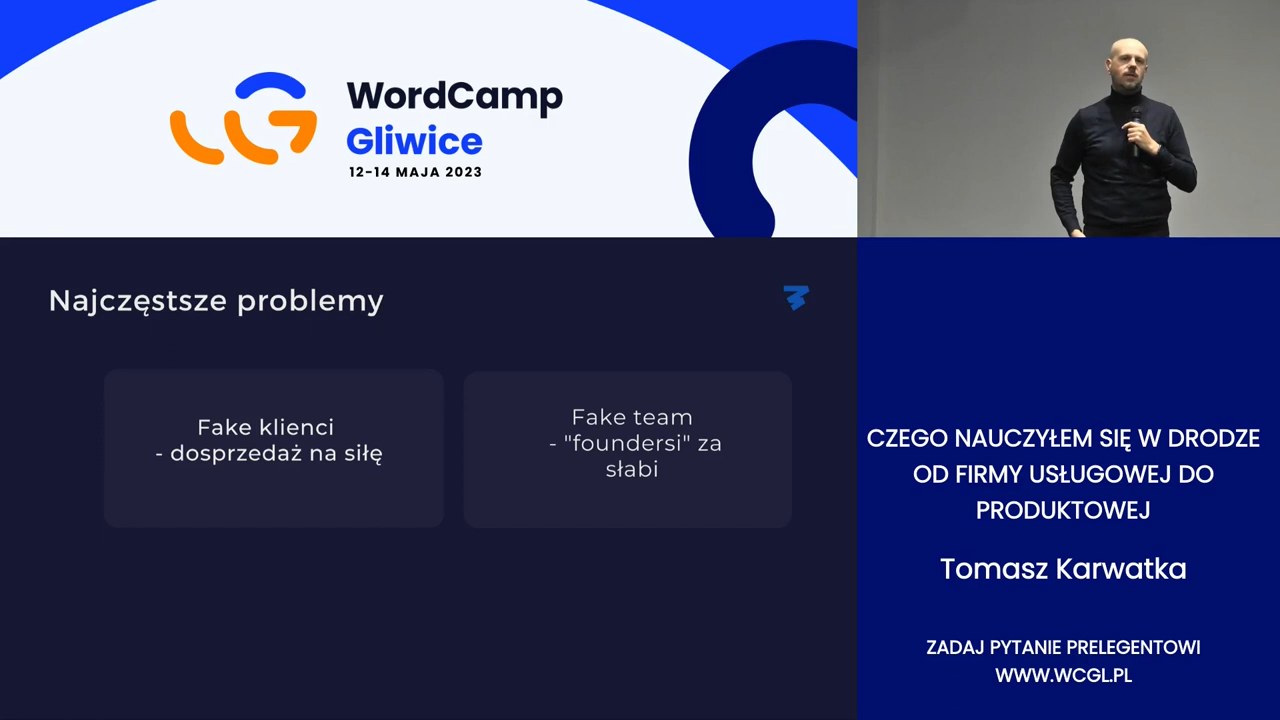 WordCamp
Gliwice
12-14 MAJA 2023
Najczęstsze problemy
Fake klienci
- dosprzedaż na siłę
Fake team
- "foundersi" za
słabi
CZEGO NAUCZYŁEM SIĘ W DRODZE
OD FIRMY USŁUGOWEJ DO
PRODUKTOWEJ
Tomasz Karwatka
ZADAJ PYTANIE PRELEGENTOWI
WWW.WCGL.PL